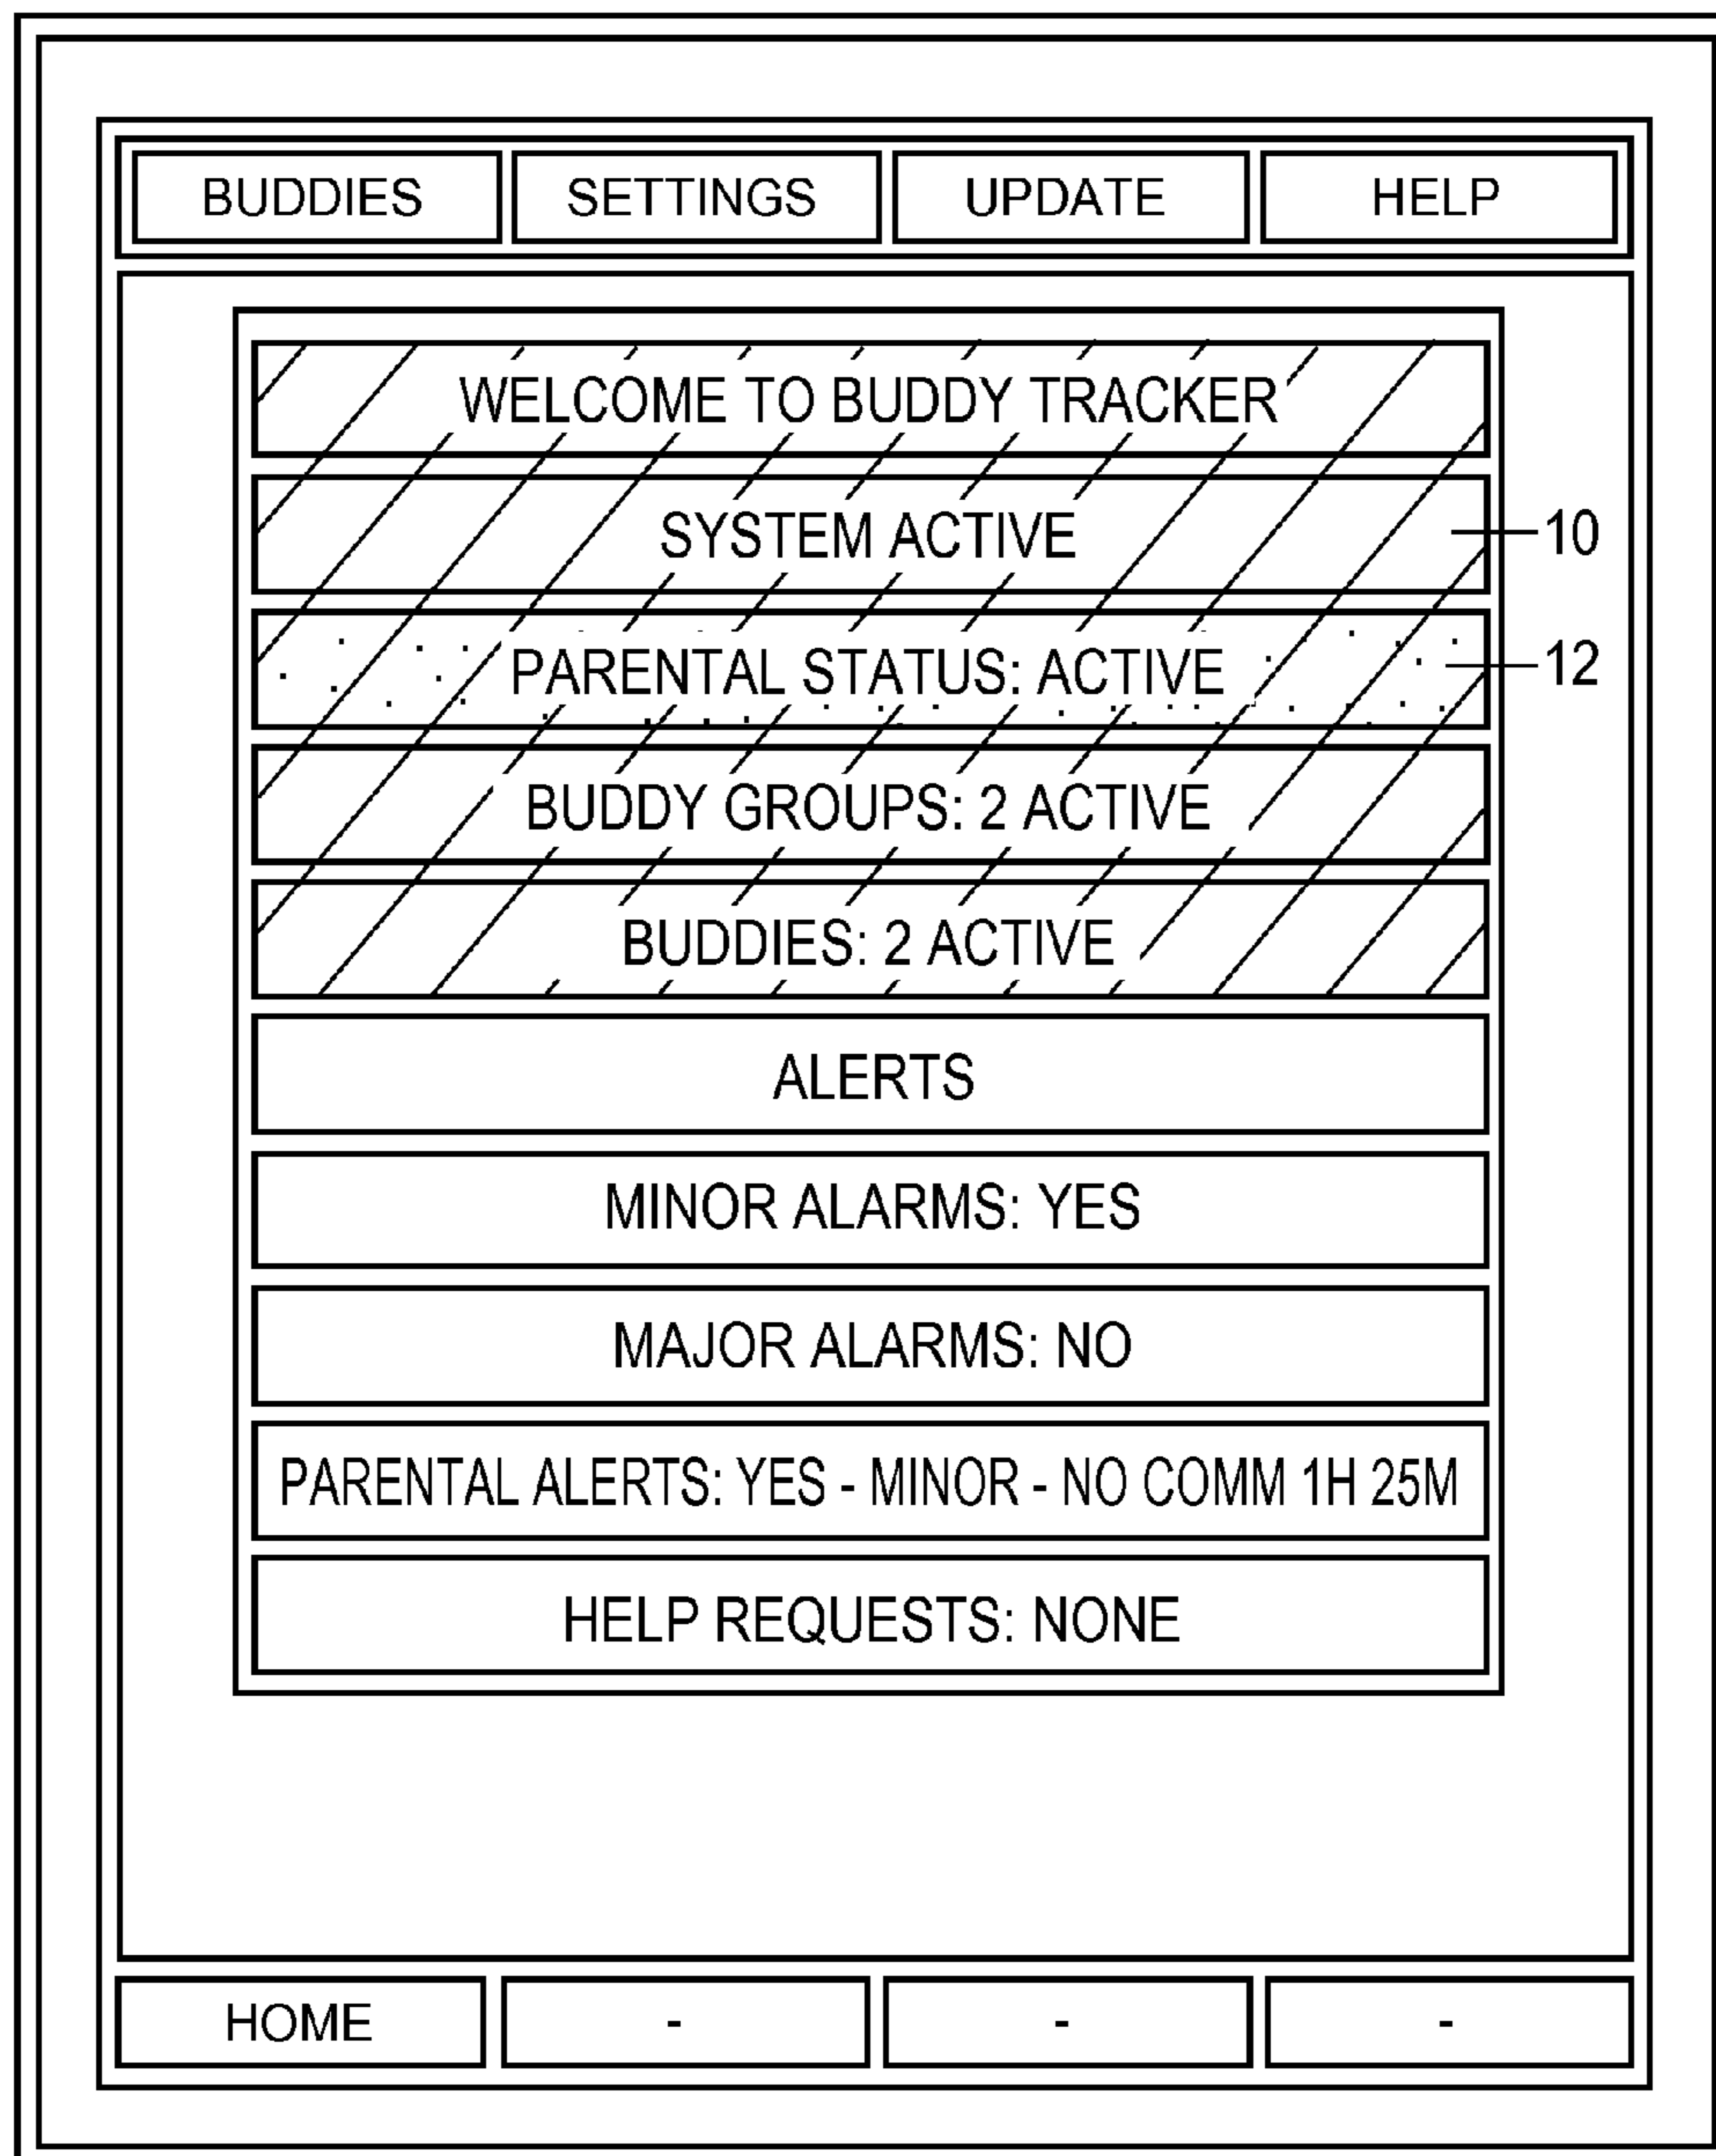 BUDDIES SETTINGS UPDATE HELP
WELCOME TO BUDDY TRACKER
SYSTEM ACTIVE
10
PARENTAL STATUS: ACTIVE
12
BUDDY GROUPS: 2 ACTIVE
BUDDIES: 2 ACTIVE
ALERTS
MINOR ALARMS: YES
MAJOR ALARMS: NO
PARENTAL ALERTS: YES - MINOR - NO COMM 1H 25M
HELP REQUESTS: NONE
HOME - - -